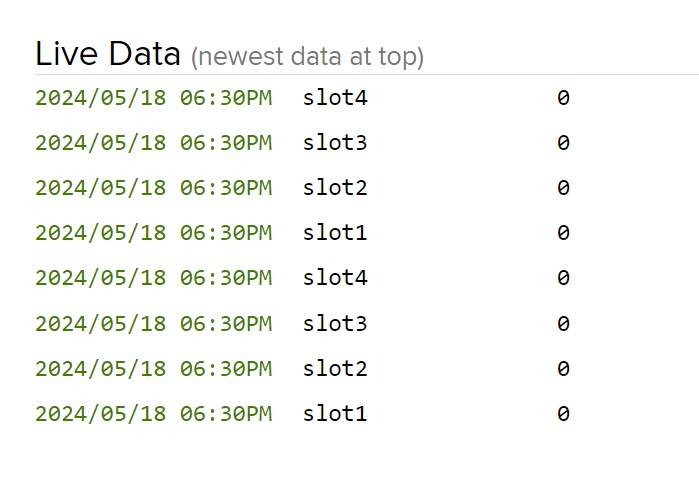 Live Data (newest data at top)
2024/05/18 06:30PM slot4 0
2024/05/18 06:30PM slot3 0
2024/05/18 06:30PM slot2 0
2024/05/18 06:30PM slot1 0
2024/05/18 06:30PM slot4 0
2024/05/18 06:30PM slot3 0
2024/05/18 06:30PM slot2 0
2024/05/18 06:30PM slot1 0